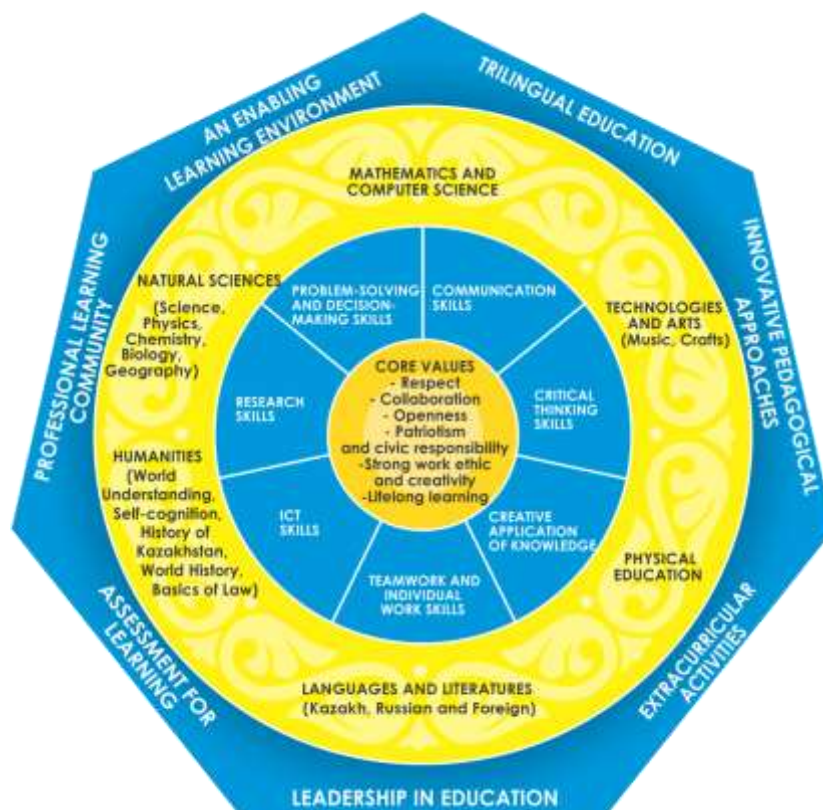 AN ENABLING
LEARNING ENVIRONMENT
TRILINGUAL EDUCATION
INNOVATIVE PEDAGOGICAL
APPROACHES
EXTRACURRICULAR
ACTIVITIES
LEADERSHIP IN EDUCATION
ASSESSMENT FOR
LEARNING
PROFESSIONAL LEARNING
COMMUNITY
MATHEMATICS AND
COMPUTER SCIENCE
TECHNOLOGIES
AND ARTS
(Music, Crafts)
PHYSICAL
EDUCATION
LANGUAGES AND LITERATURES
(Kazakh, Russian and Foreign)
HUMANITIES
(World
Understanding,
Self-cognition,
History of
Kazakhstan,
World History,
Basics of Law)
NATURAL SCIENCES
(Science,
Physics,
Chemistry,
Biology,
Geography)
PROBLEM-SOLVING
AND DECISION-
MAKING SKILLS
COMMUNICATION
SKILLS
CRITICAL
THINKING
SKILLS
CREATIVE
APPLICATION
OF KNOWLEDGE
TEAMWORK AND
INDIVIDUAL
WORK SKILLS
ICT
SKILLS
RESEARCH
SKILLS
CORE VALUES
- Respect
- Collaboration
- Openness
- Patriotism
and civic responsibility
-Strong work ethic
and creativity
-Lifelong learning